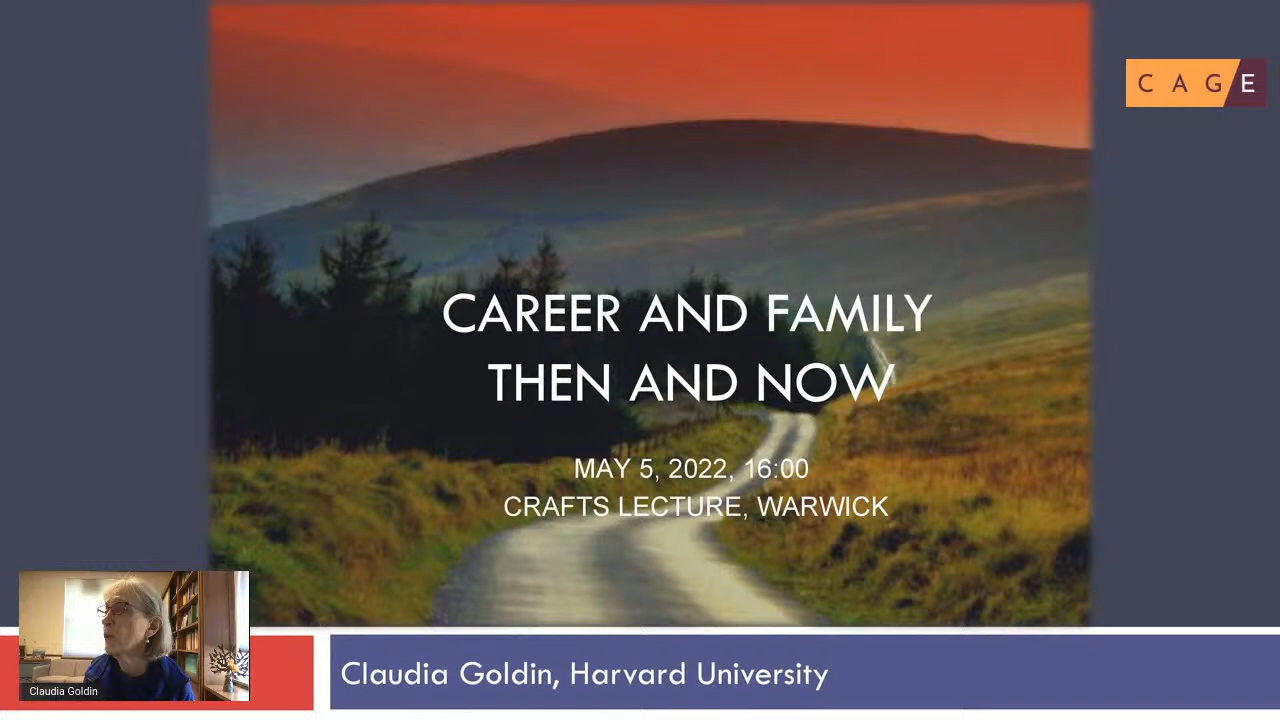 C A G E
CAREER AND FAMILY
THEN AND NOW
MAY 5, 2022, 16:00
CRAFTS LECTURE, WARWICK
Claudia Goldin
Claudia Goldin, Harvard University